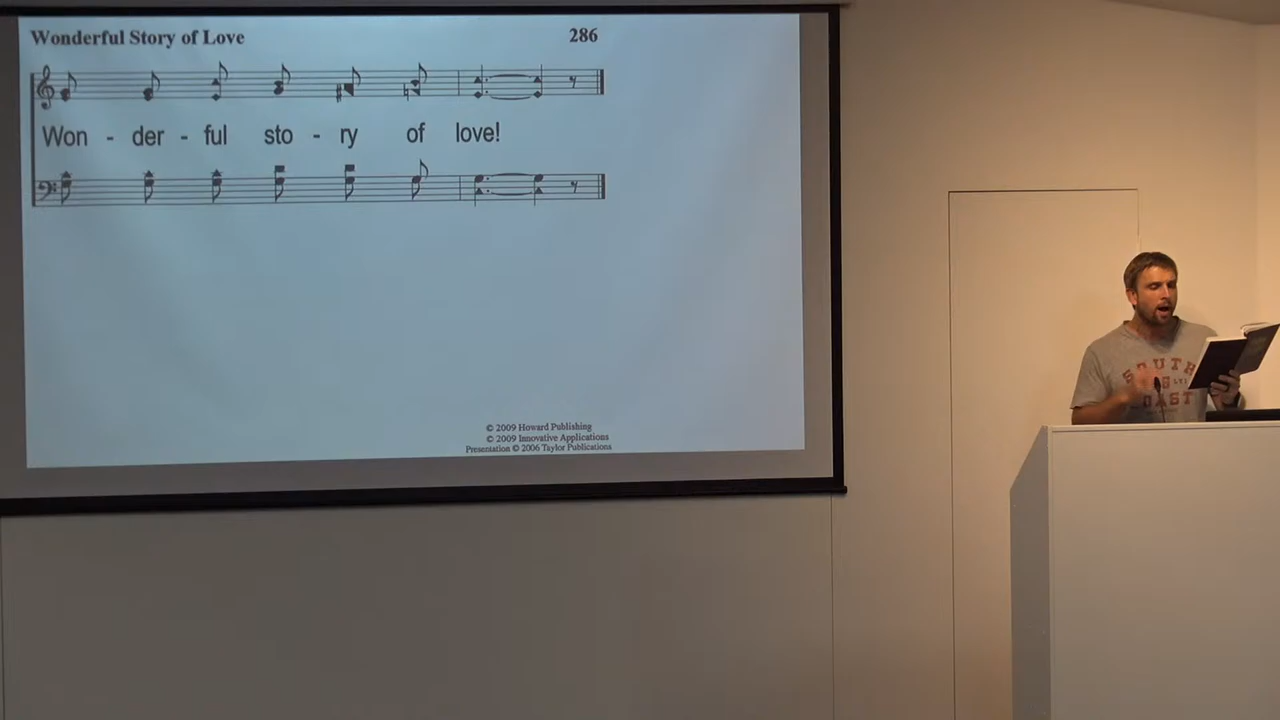 Wonderful Story of Love 286
Won - der - ful sto - ry of love!
© 2009 Howard Publishing
© 2009 Innovative Applications
Presentation © 2006 Taylor Publications
SOUTH